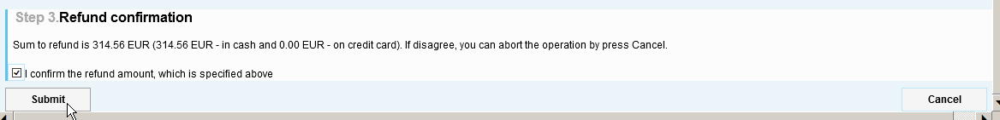 Step 3.Refund confirmation
Sum to refund is 314.56 EUR (314.56 EUR - in cash and 0.00 EUR - on credit card). If disagree, you can abort the operation by press Cancel.
I confirm the refund amount, which is specified above
Submit Cancel